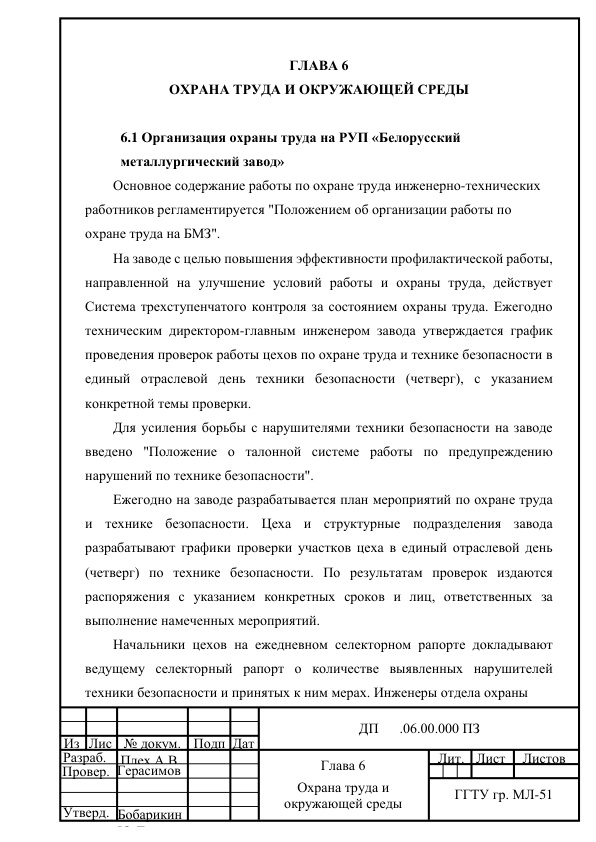 ГЛАВА 6
ОХРАНА ТРУДА И ОКРУЖАЮЩЕЙ СРЕДЫ
6.1 Организация охраны труда на РУП «Белорусский
металлургический завод»
Основное содержание работы по охране труда инженерно-технических
работников регламентируется "Положением об организации работы по
охране труда на БМЗ".
На заводе с целью повышения эффективности профилактической работы,
направленной на улучшение условий работы и охраны труда, действует
Система трехступенчатого контроля за состоянием охраны труда. Ежегодно
техническим директором-главным инженером завода утверждается график
проведения проверок работы цехов по охране труда и технике безопасности в
единый отраслевой день техники безопасности (четверг), с указанием
конкретной темы проверки.
Для усиления борьбы с нарушителями техники безопасности на заводе
введено "Положение о талонной системе работы по предупреждению
нарушений по технике безопасности".
Ежегодно на заводе разрабатывается план мероприятий по охране труда
и технике безопасности. Цеха и структурные подразделения завода
разрабатывают графики проверки участков цеха в единый отраслевой день
(четверг) по технике безопасности. По результатам проверок издаются
распоряжения с указанием конкретных сроков и лиц, ответственных за
выполнение намеченных мероприятий.
Начальники цехов на ежедневном селекторном рапорте докладывают
ведущему селекторный рапорт о количестве выявленных нарушителей
техники безопасности и принятых к ним мерах. Инженеры отдела охраны
ДП .06.00.000 ПЗ
Из Лис № докум. Подп Дат
Разраб. Плех А.В.
Провер. Герасимов
Утверд. Бобарикин
Глава 6
Охрана труда и
окружающей среды
Лит. Лист Листов
ГГТУ гр. МЛ-51